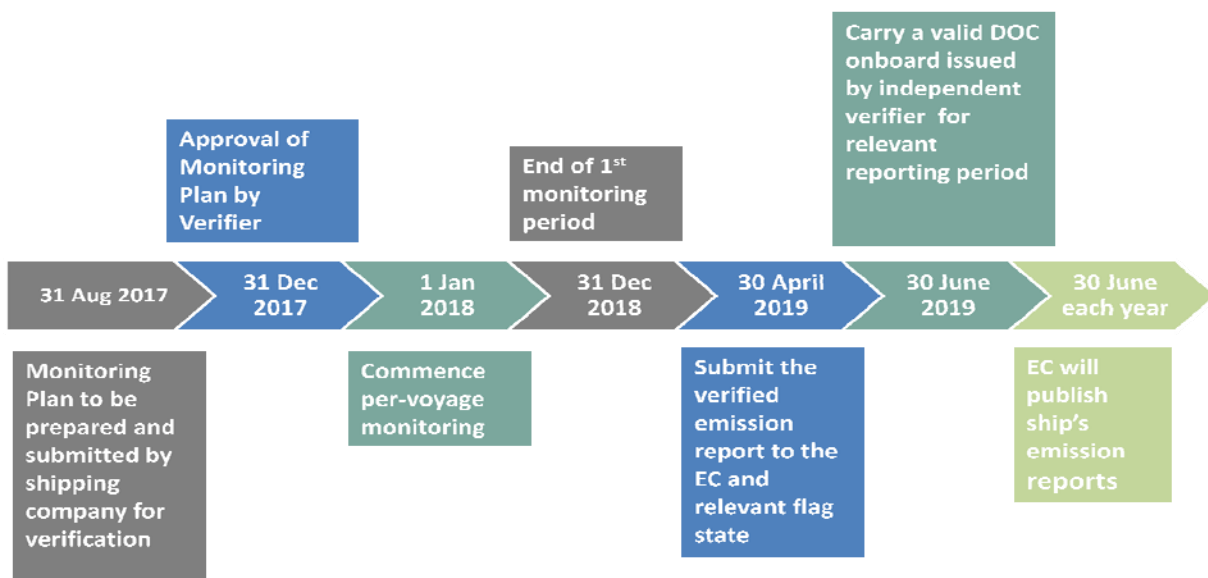 Carry a valid DOC
onboard issued
by independent
verifier for
relevant
reporting period
Approval of
Monitoring
Plan by
Verifier
End of 1st
monitoring
period
31 Aug 2017
31 Dec
2017
1 Jan
2018
31 Dec
2018
30 April
2019
30 June
2019
30 June
each year
Monitoring
Plan to be
prepared and
submitted by
shipping
company for
verification
Commence
per-voyage
monitoring
Submit the
verified
emission
report to the
EC and
relevant flag
state
EC will
publish
ship's
emission
reports